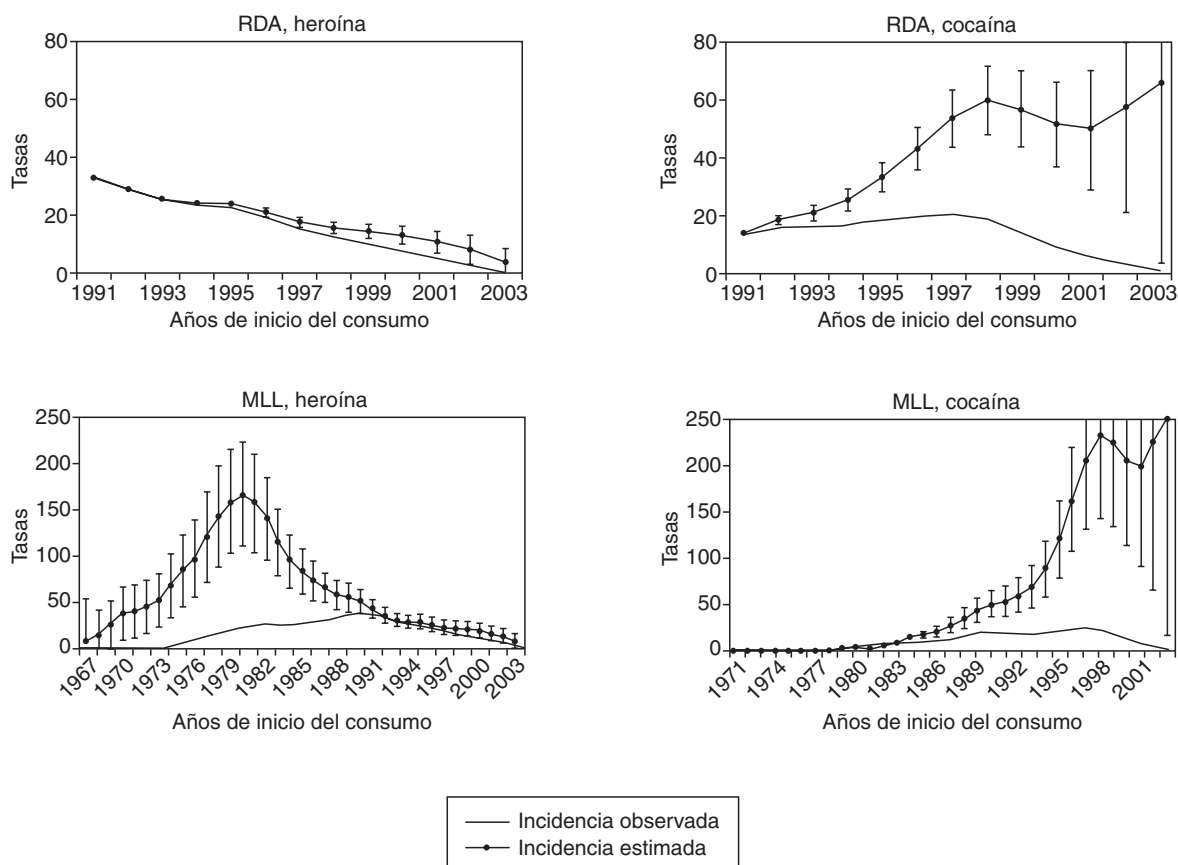 RDA, heroína
80
60
40
20
0
Tasas
1991 1993 1995 1997 1999 2001 2003
Años de inicio del consumo
RDA, cocaína
80
60
40
20
0
Tasas
1991 1993 1995 1997 1999 2001 2003
Años de inicio del consumo
MLL, heroína
250
200
150
100
50
0
Tasas
1967 1970 1973 1976 1979 1982 1985 1988 1991 1994 1997 2000 2003
Años de inicio del consumo
MLL, cocaína
250
200
150
100
50
0
Tasas
1971 1974 1977 1980 1983 1986 1989 1992 1995 1998 2001
Años de inicio del consumo
Incidencia observada
Incidencia estimada